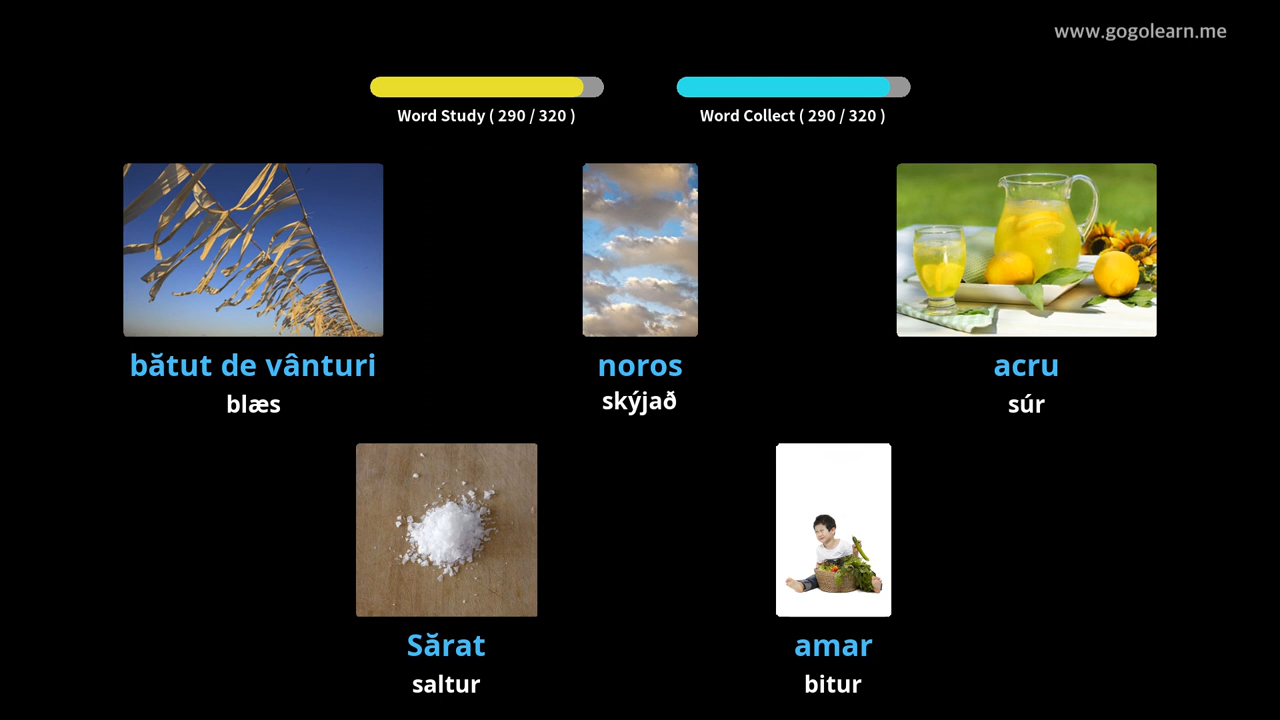 www.gogolearn.me
Word Study ( 290 / 320 )
Word Collect ( 290 / 320 )
bătut de vânturi
blæs
noros
skýjað
acru
súr
Sărat
saltur
amar
bitur